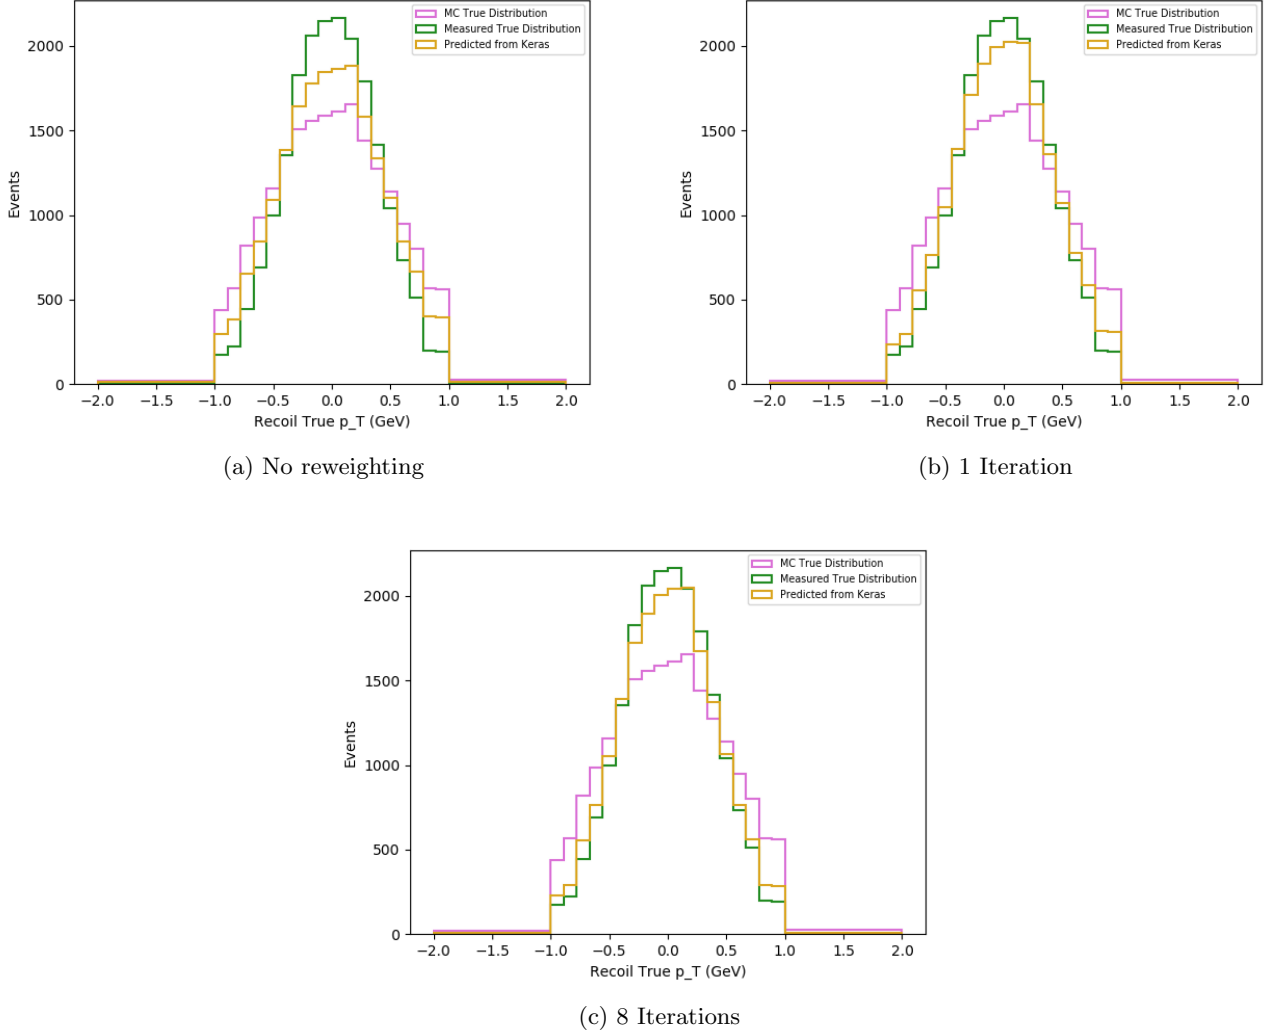 MC True Distribution
Measured True Distribution
Predicted from Keras
2000
1500
1000
500
0
Events
−2.0 −1.5 −1.0 −0.5 0.0 0.5 1.0 1.5 2.0
Recoil True p_T (GeV)
(a) No reweighting
MC True Distribution
Measured True Distribution
Predicted from Keras
2000
1500
1000
500
0
Events
−2.0 −1.5 −1.0 −0.5 0.0 0.5 1.0 1.5 2.0
Recoil True p_T (GeV)
(b) 1 Iteration
MC True Distribution
Measured True Distribution
Predicted from Keras
2000
1500
1000
500
0
Events
−2.0 −1.5 −1.0 −0.5 0.0 0.5 1.0 1.5 2.0
Recoil True p_T (GeV)
(c) 8 Iterations